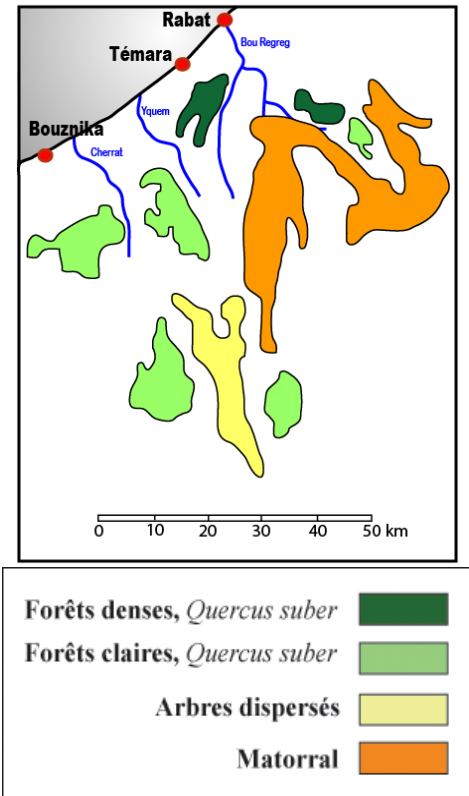 Rabat
Bou Regreg
Témara
Yquem
Bouznika
Cherrat
0 10 20 30 40 50 km
Forêts denses, Quercus suber
Forêts claires, Quercus suber
Arbres dispersés
Matorral